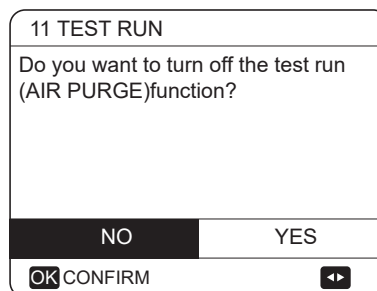 11 TEST RUN
Do you want to turn off the test run
(AIR PURGE)function?
NO YES
OK CONFIRM